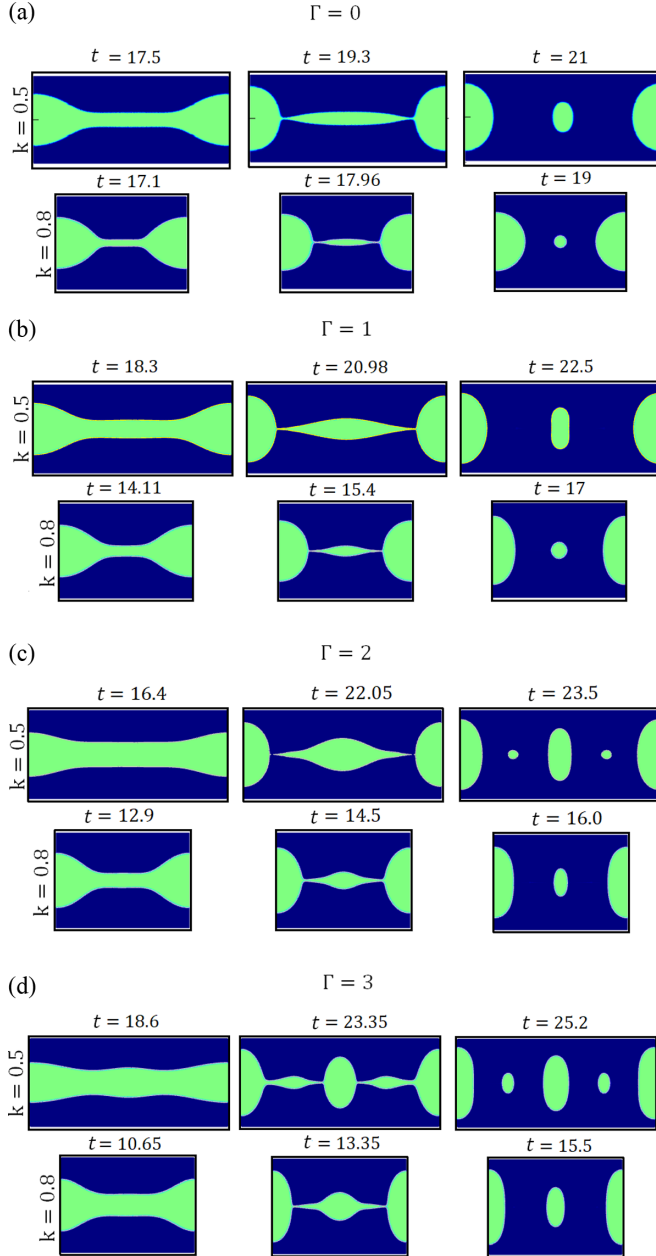 (a)
Γ = 0
t = 17.5 t = 19.3 t = 21
k = 0.5
t = 17.1 t = 17.96 t = 19
k = 0.8
(b)
Γ = 1
t = 18.3 t = 20.98 t = 22.5
k = 0.5
t = 14.11 t = 15.4 t = 17
k = 0.8
(c)
Γ = 2
t = 16.4 t = 22.05 t = 23.5
k = 0.5
t = 12.9 t = 14.5 t = 16.0
k = 0.8
(d)
Γ = 3
t = 18.6 t = 23.35 t = 25.2
k = 0.5
t = 10.65 t = 13.35 t = 15.5
k = 0.8